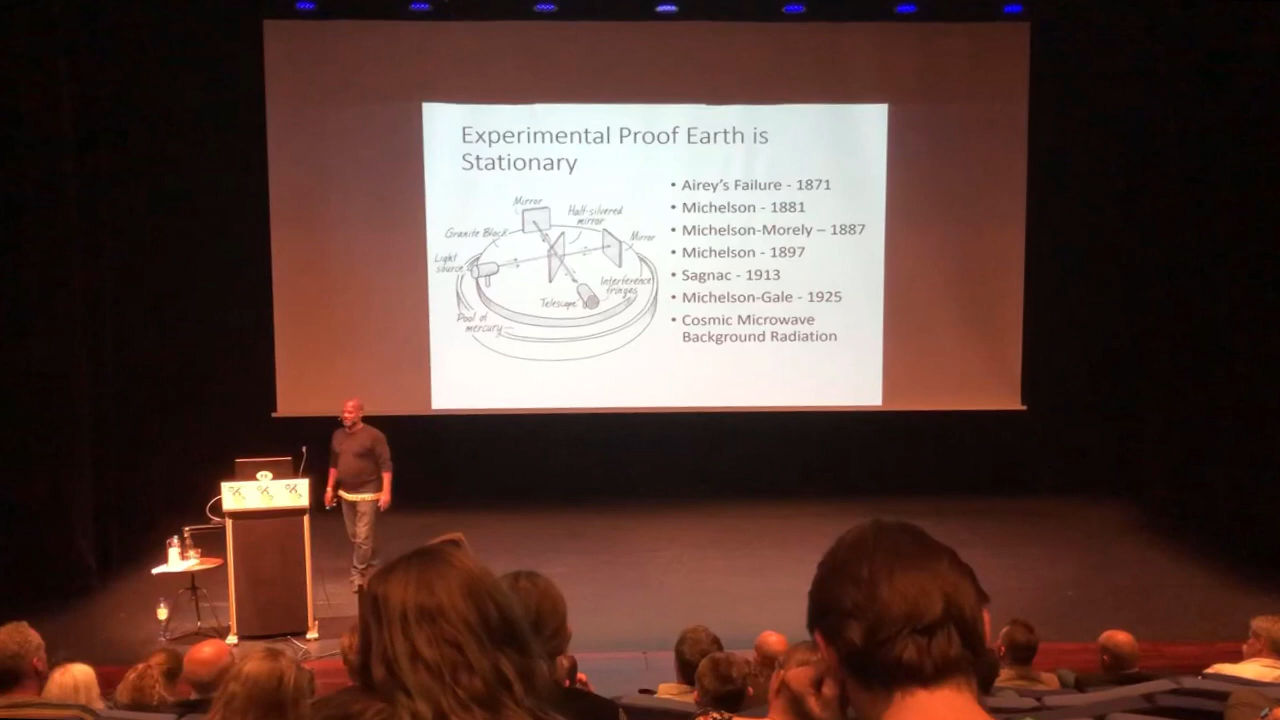 Experimental Proof Earth is
Stationary
• Airey's Failure - 1871
• Michelson - 1881
• Michelson-Morely – 1887
• Michelson - 1897
• Sagnac - 1913
• Michelson-Gale - 1925
• Cosmic Microwave
Background Radiation
Mirror
Half-silvered
mirror
Granite Block
Mirror
Light
source
Interference
fringes
Telescope
Pool of
mercury